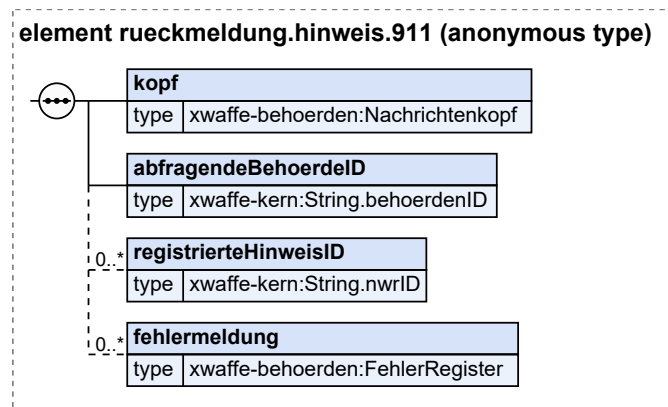 element rueckmeldung.hinweis.911 (anonymous type)
kopf
type xwaffe-behoerden:Nachrichtenkopf
abfragendeBehoerdeID
type xwaffe-kern:String.behoerdenID
0..* registrierteHinweisID
type xwaffe-kern:String.nwrID
0..* fehlermeldung
type xwaffe-behoerden:FehlerRegister